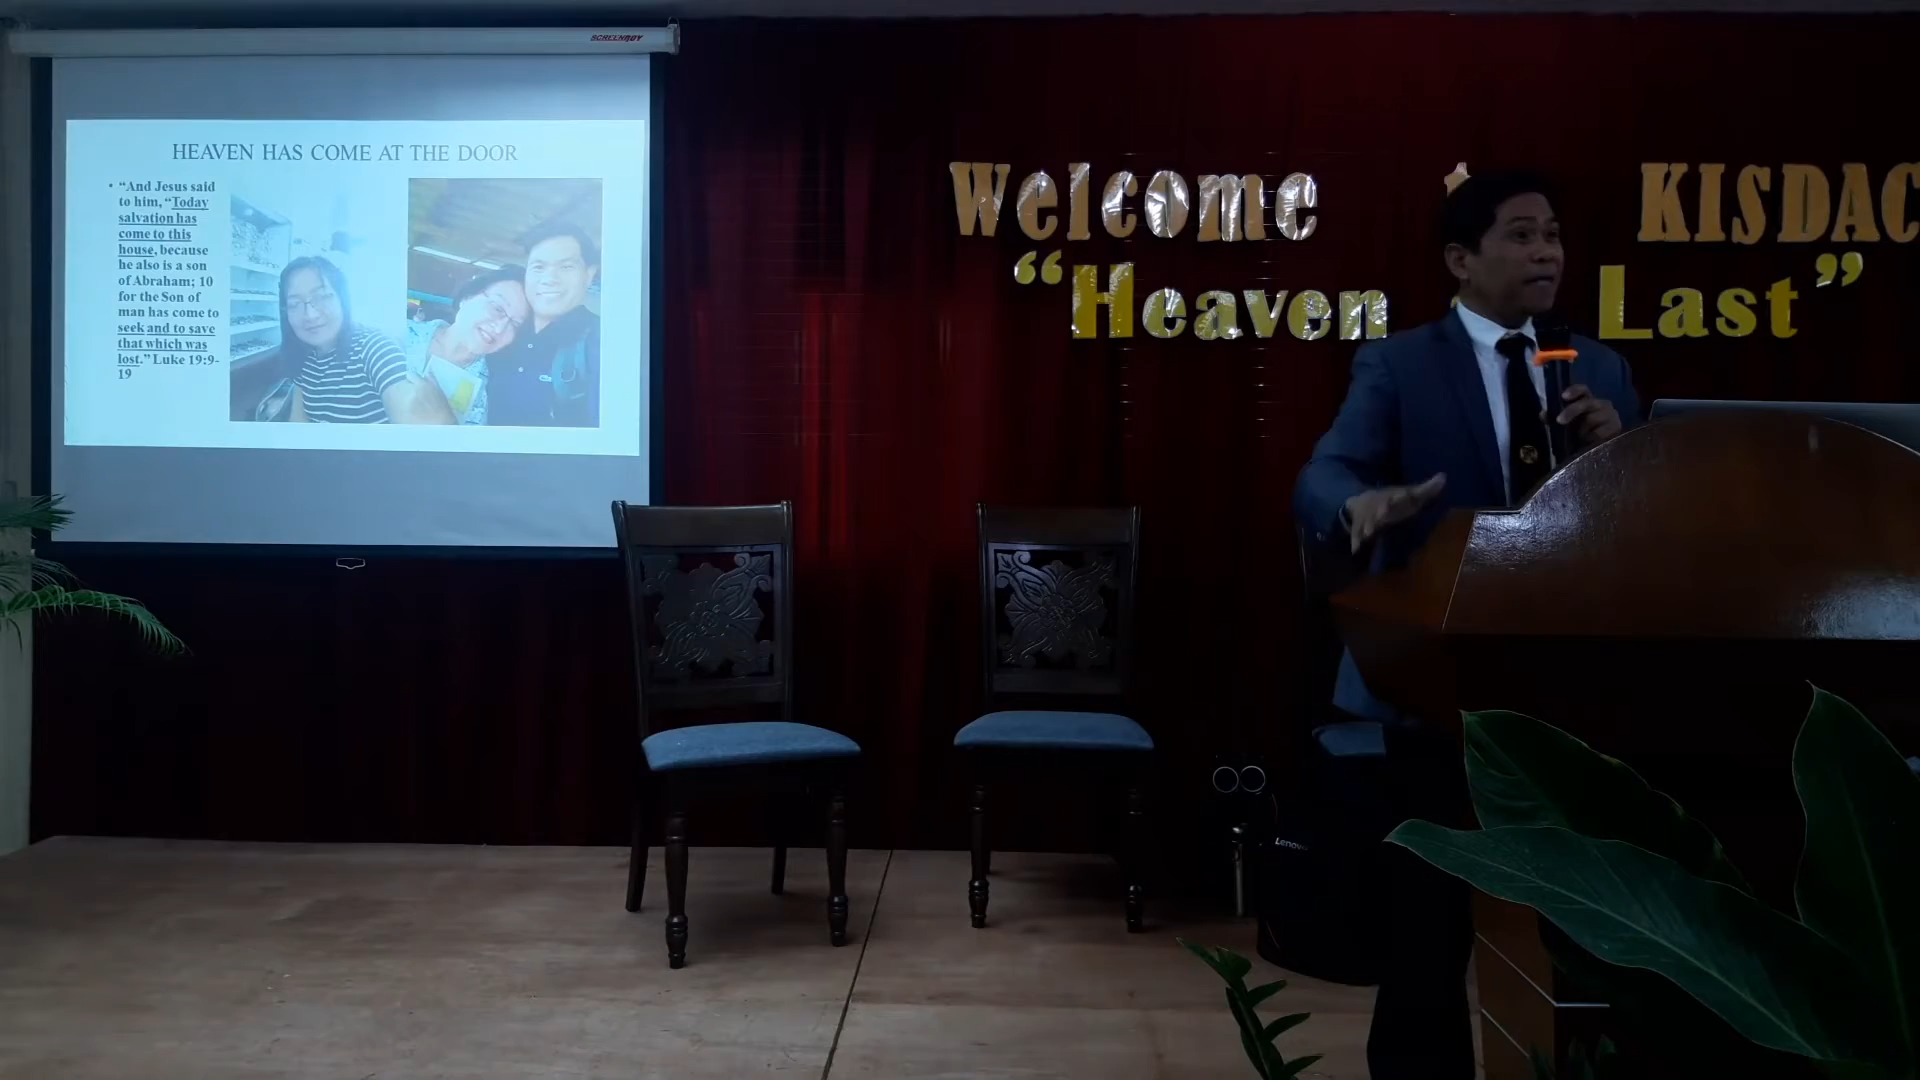 SCREENBOY
HEAVEN HAS COME AT THE DOOR
• “And Jesus said
to him, “Today
salvation has
come to this
house, because
he also is a son
of Abraham; 10
for the Son of
man has come to
seek and to save
that which was
lost.” Luke 19:9-
19
Welcome KISDAC
“Heaven Last”
Lenovo